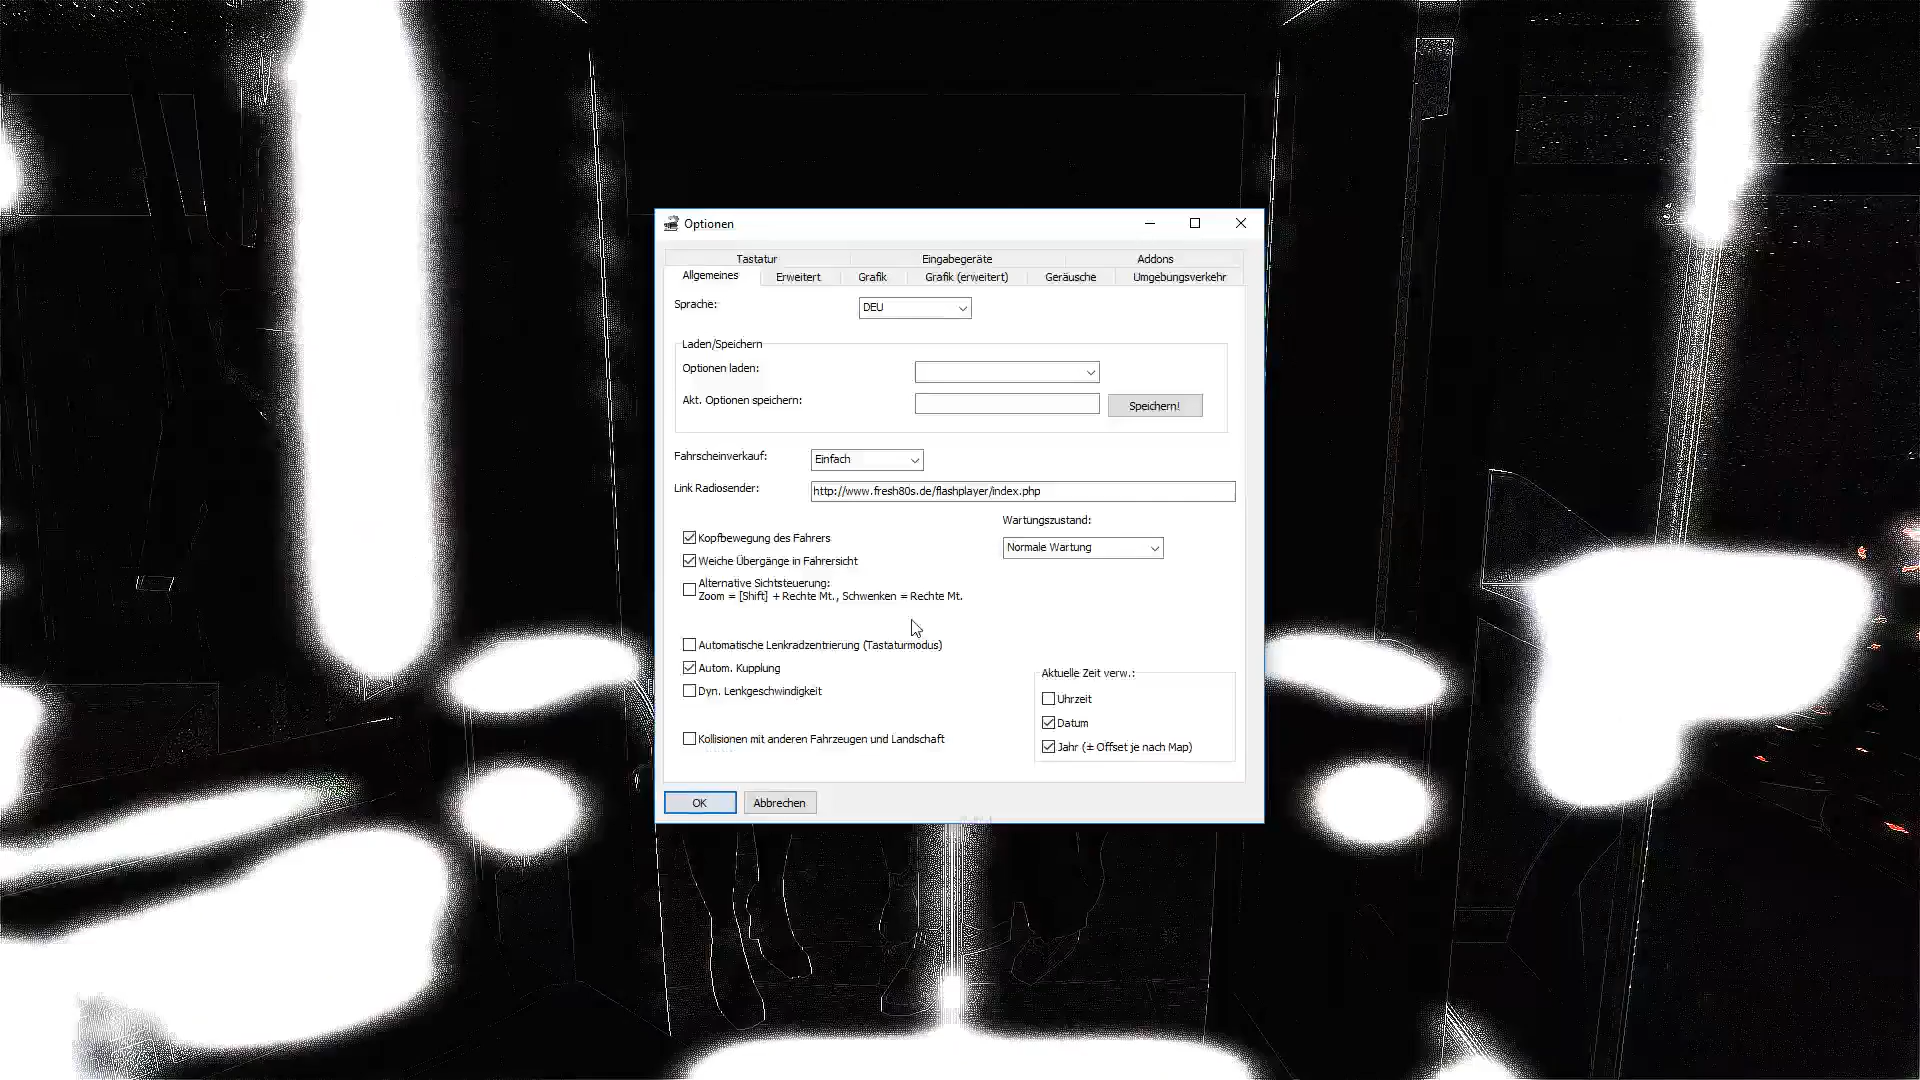 Optionen
Tastatur Eingabegeräte Addons
Allgemeines Erweitert Grafik Grafik (erweitert) Geräusche Umgebungsverkehr
Sprache: DEU
Laden/Speichern
Optionen laden:
Akt. Optionen speichern: Speichern!
Fahrscheinverkauf: Einfach
Link Radiosender: http://www.fresh80s.de/flashplayer/index.php
Wartungszustand:
Normale Wartung
Kopfbewegung des Fahrers
Weiche Übergänge in Fahrersicht
Alternative Sichtsteuerung:
Zoom = [Shift] + Rechte Mt., Schwenken = Rechte Mt.
Automatische Lenkradzentrierung (Tastaturmodus)
Autom. Kupplung
Dyn. Lenkgeschwindigkeit
Kollisionen mit anderen Fahrzeugen und Landschaft
Aktuelle Zeit verw.:
Uhrzeit
Datum
Jahr (± Offset je nach Map)
OK Abbrechen